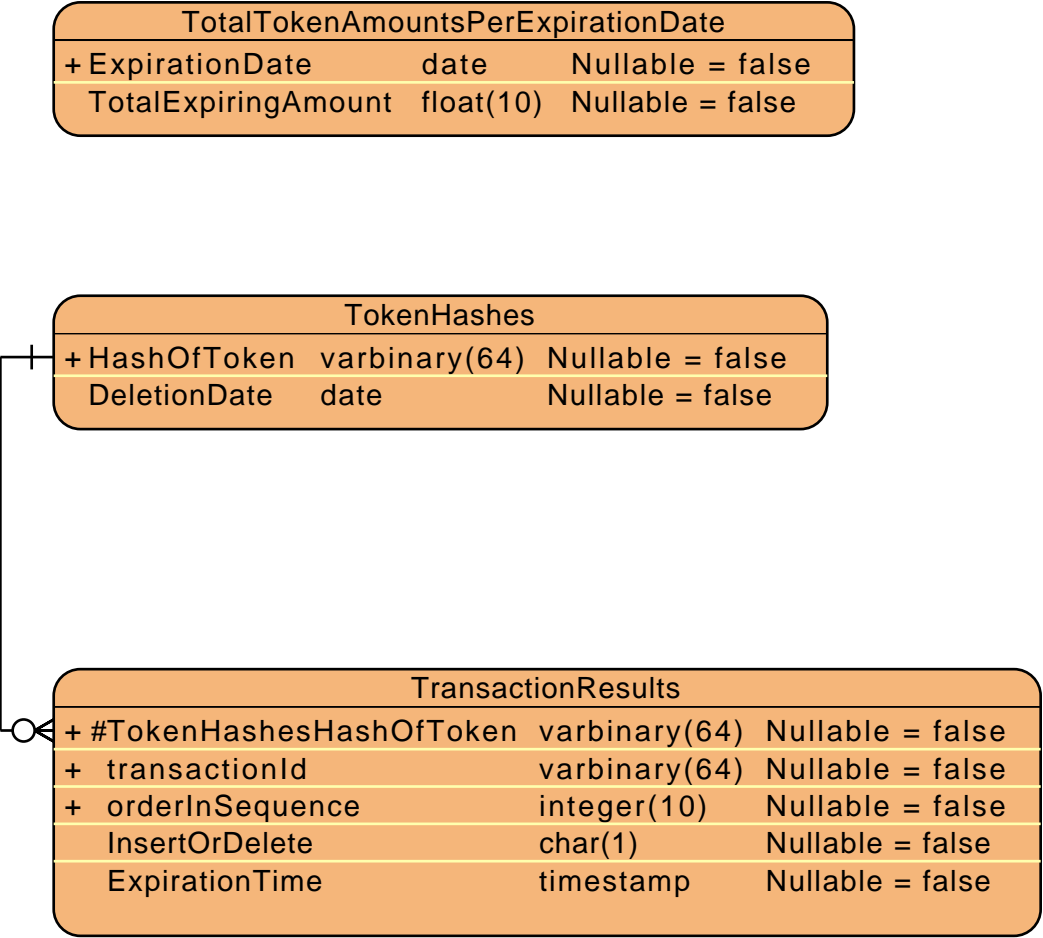 TotalTokenAmountsPerExpirationDate
+ ExpirationDate date Nullable = false
TotalExpiringAmount float(10) Nullable = false
TokenHashes
+ HashOfToken varbinary(64) Nullable = false
DeletionDate date Nullable = false
TransactionResults
+ #TokenHashesHashOfToken varbinary(64) Nullable = false
+ transactionId varbinary(64) Nullable = false
+ orderInSequence integer(10) Nullable = false
InsertOrDelete char(1) Nullable = false
ExpirationTime timestamp Nullable = false